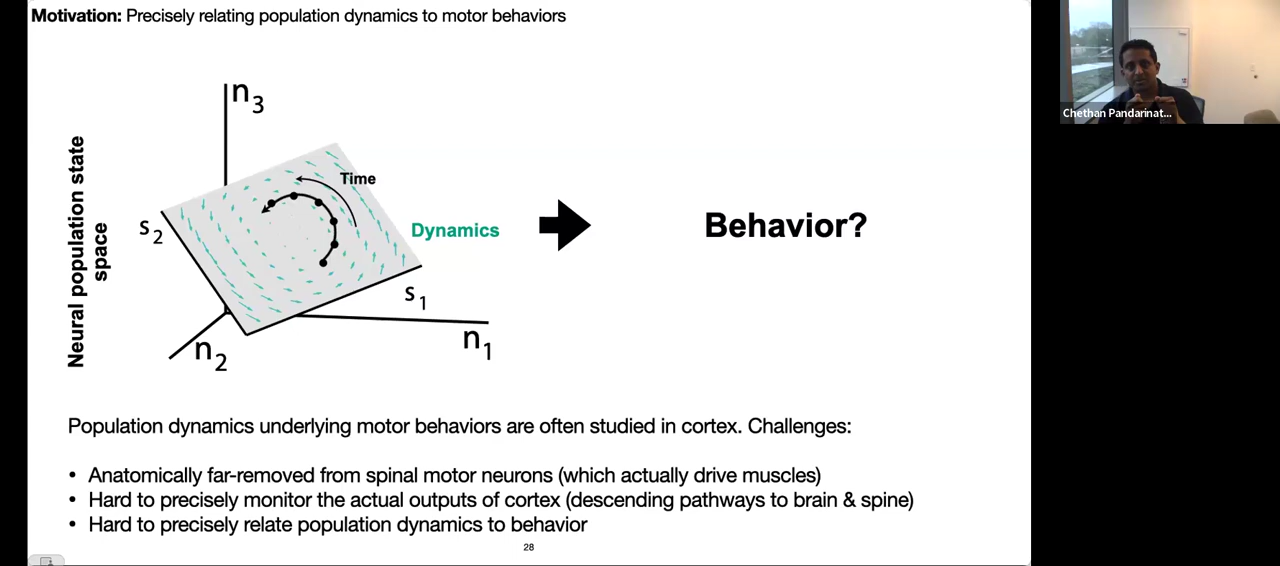 Motivation: Precisely relating population dynamics to motor behaviors
Chethan Pandarinat...
n3
Time
Neural population state
space
s2
Dynamics
Behavior?
s1
n1
n2
Population dynamics underlying motor behaviors are often studied in cortex. Challenges:
• Anatomically far-removed from spinal motor neurons (which actually drive muscles)
• Hard to precisely monitor the actual outputs of cortex (descending pathways to brain & spine)
• Hard to precisely relate population dynamics to behavior
28